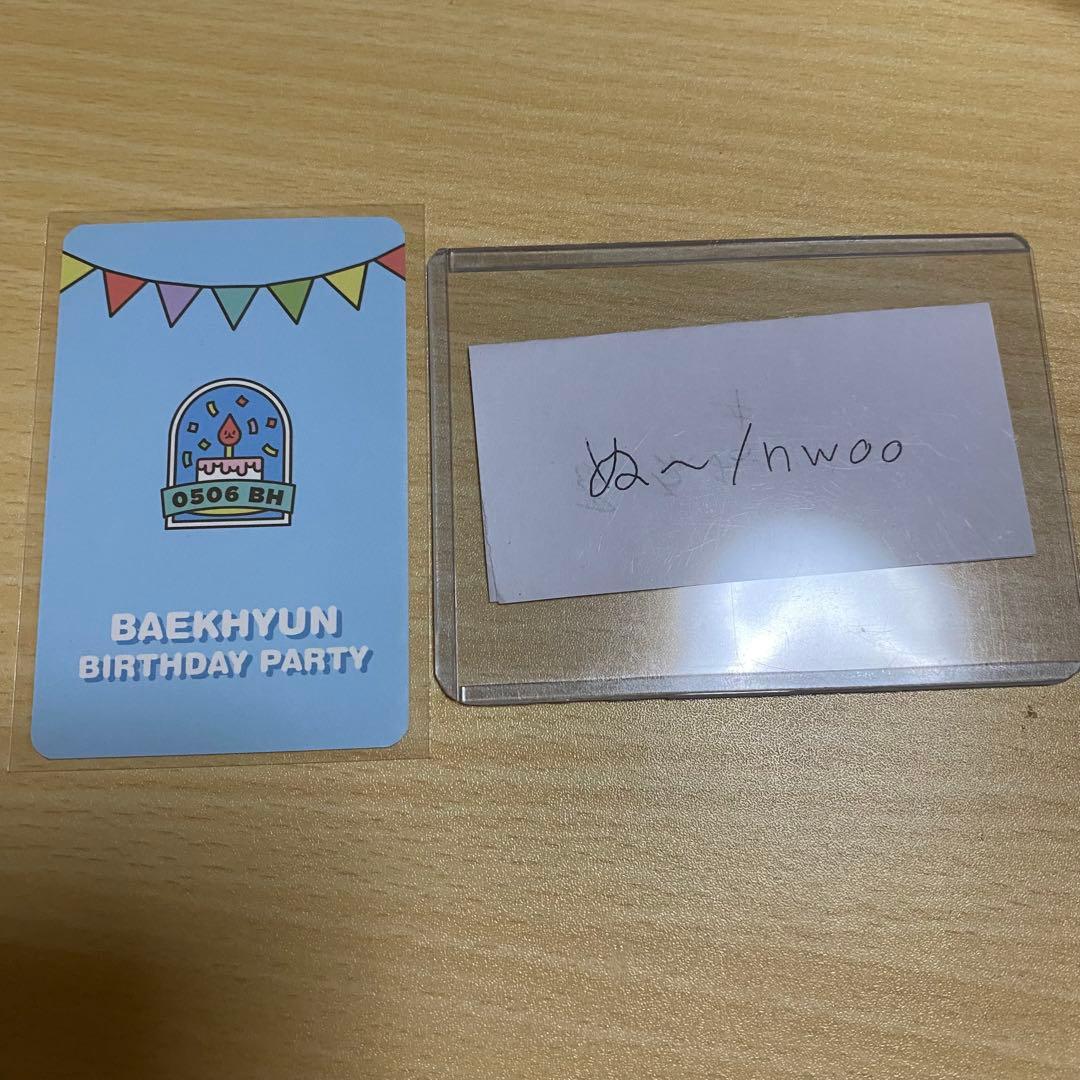 0506 BH
BAEKHYUN
BIRTHDAY PARTY
ぬ〜/nwoo